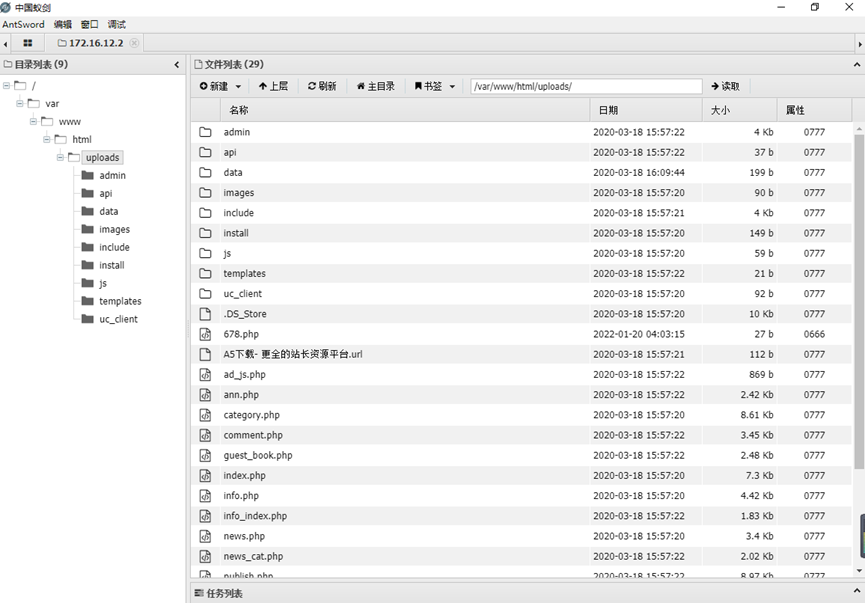 中国蚁剑
AntSword 编辑 窗口 调试
172.16.12.2
目录列表 (9)
/
var
www
html
uploads
admin
api
data
images
include
install
js
templates
uc_client
文件列表 (29)
新建 上层 刷新 主目录 书签 /var/www/html/uploads/ 读取
名称 日期 大小 属性
admin 2020-03-18 15:57:22 4 Kb 0777
api 2020-03-18 15:57:22 37 b 0777
data 2020-03-18 16:09:44 199 b 0777
images 2020-03-18 15:57:20 90 b 0777
include 2020-03-18 15:57:21 4 Kb 0777
install 2020-03-18 15:57:20 149 b 0777
js 2020-03-18 15:57:20 59 b 0777
templates 2020-03-18 15:57:22 21 b 0777
uc_client 2020-03-18 15:57:20 92 b 0777
.DS_Store 2020-03-18 15:57:20 10 Kb 0777
678.php 2022-01-20 04:03:15 27 b 0666
A5下载- 更全的站长资源平台.url 2020-03-18 15:57:21 112 b 0777
ad_js.php 2020-03-18 15:57:22 869 b 0777
ann.php 2020-03-18 15:57:22 2.42 Kb 0777
category.php 2020-03-18 15:57:20 8.61 Kb 0777
comment.php 2020-03-18 15:57:22 3.45 Kb 0777
guest_book.php 2020-03-18 15:57:22 2.48 Kb 0777
index.php 2020-03-18 15:57:20 7.3 Kb 0777
info.php 2020-03-18 15:57:20 4.42 Kb 0777
info_index.php 2020-03-18 15:57:22 1.83 Kb 0777
news.php 2020-03-18 15:57:20 3.4 Kb 0777
news_cat.php 2020-03-18 15:57:22 2.02 Kb 0777
publish.php 2020-03-18 15:57:22 8.97 Kb 0777
任务列表